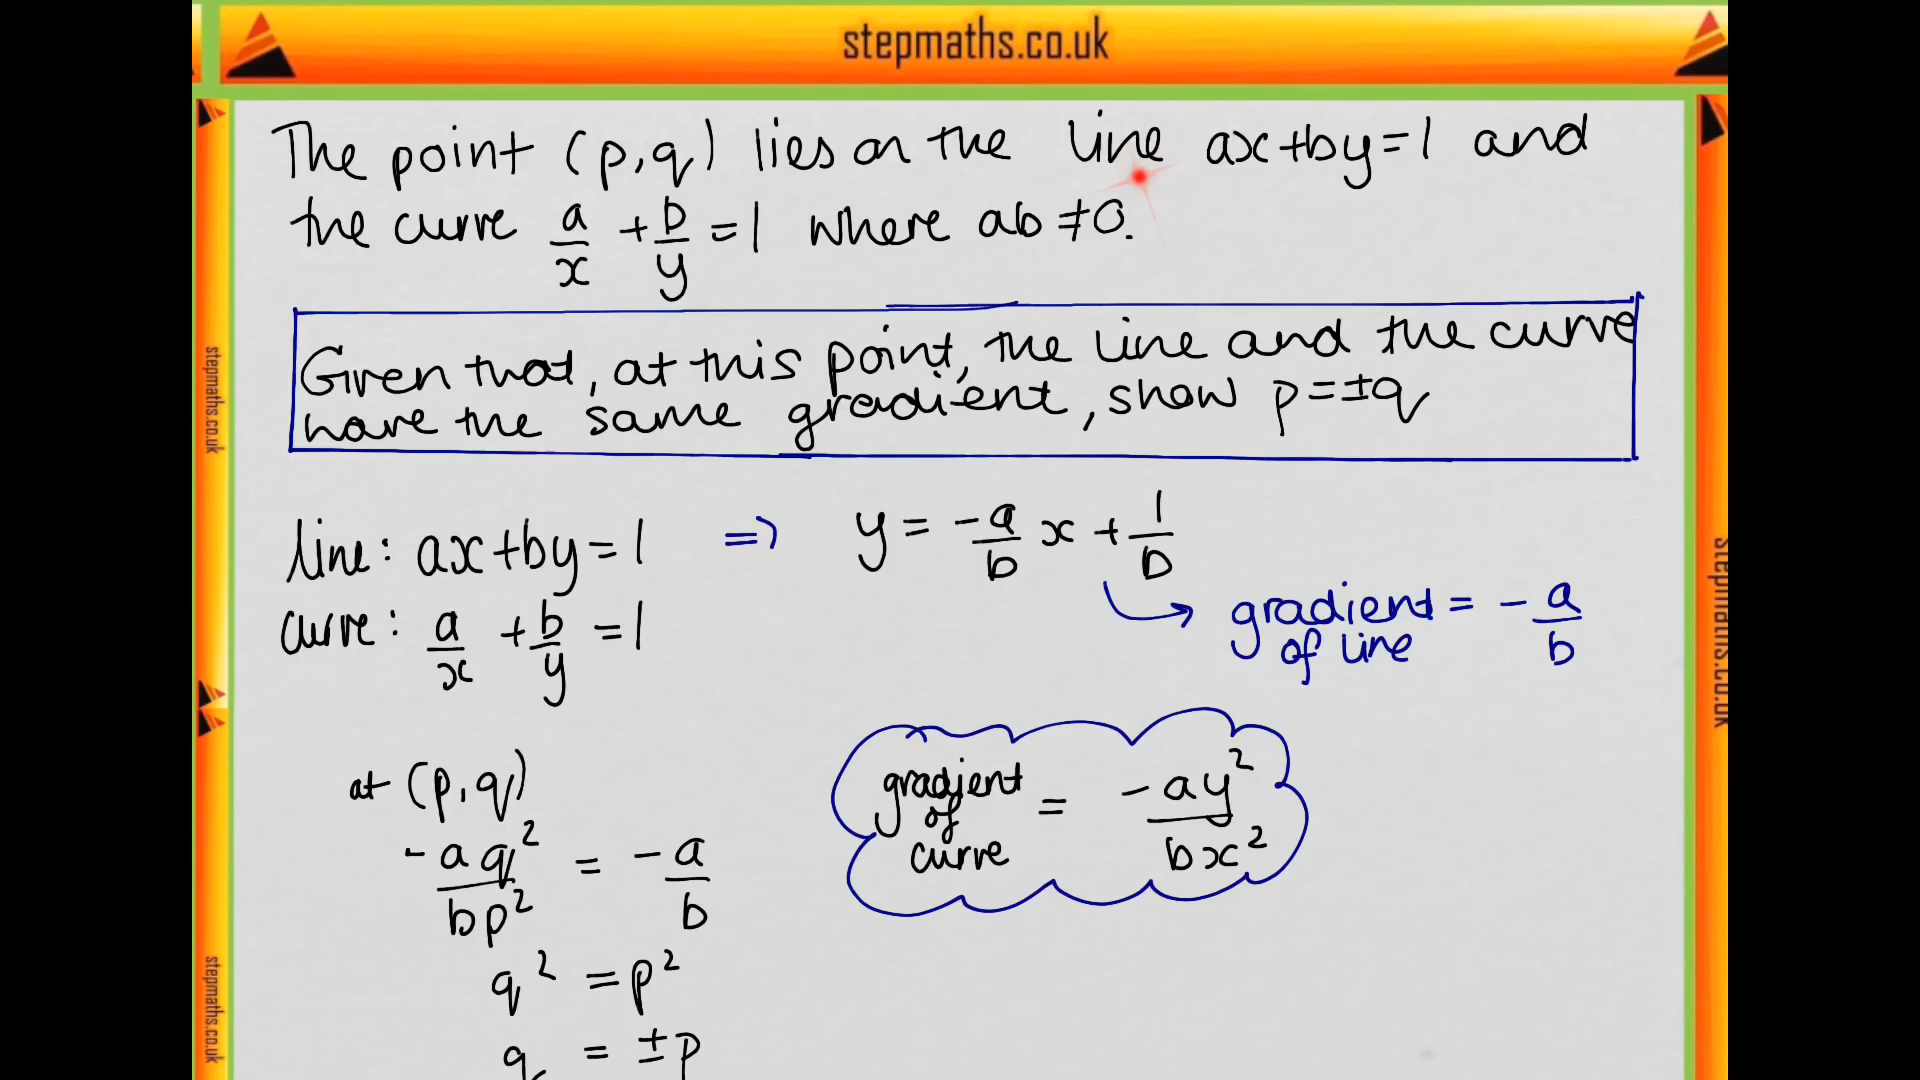 stepmaths.co.uk
The point (p,q) lies on the line ax+by=1 and
the curve a/x + b/y = 1 where ab≠0.
Given that, at this point, the line and the curve
have the same gradient, show p=±q
line: ax+by=1 ⇒ y = -a/b x + 1/b
gradient of line = -a/b
curve: a/x + b/y = 1
at (p,q)
gradient of curve = -ay²/bx²
-aq²/bp² = -a/b
q² = p²
q = ±p
stepmaths.co.uk
stepmaths.co.uk
stepmaths.co.uk